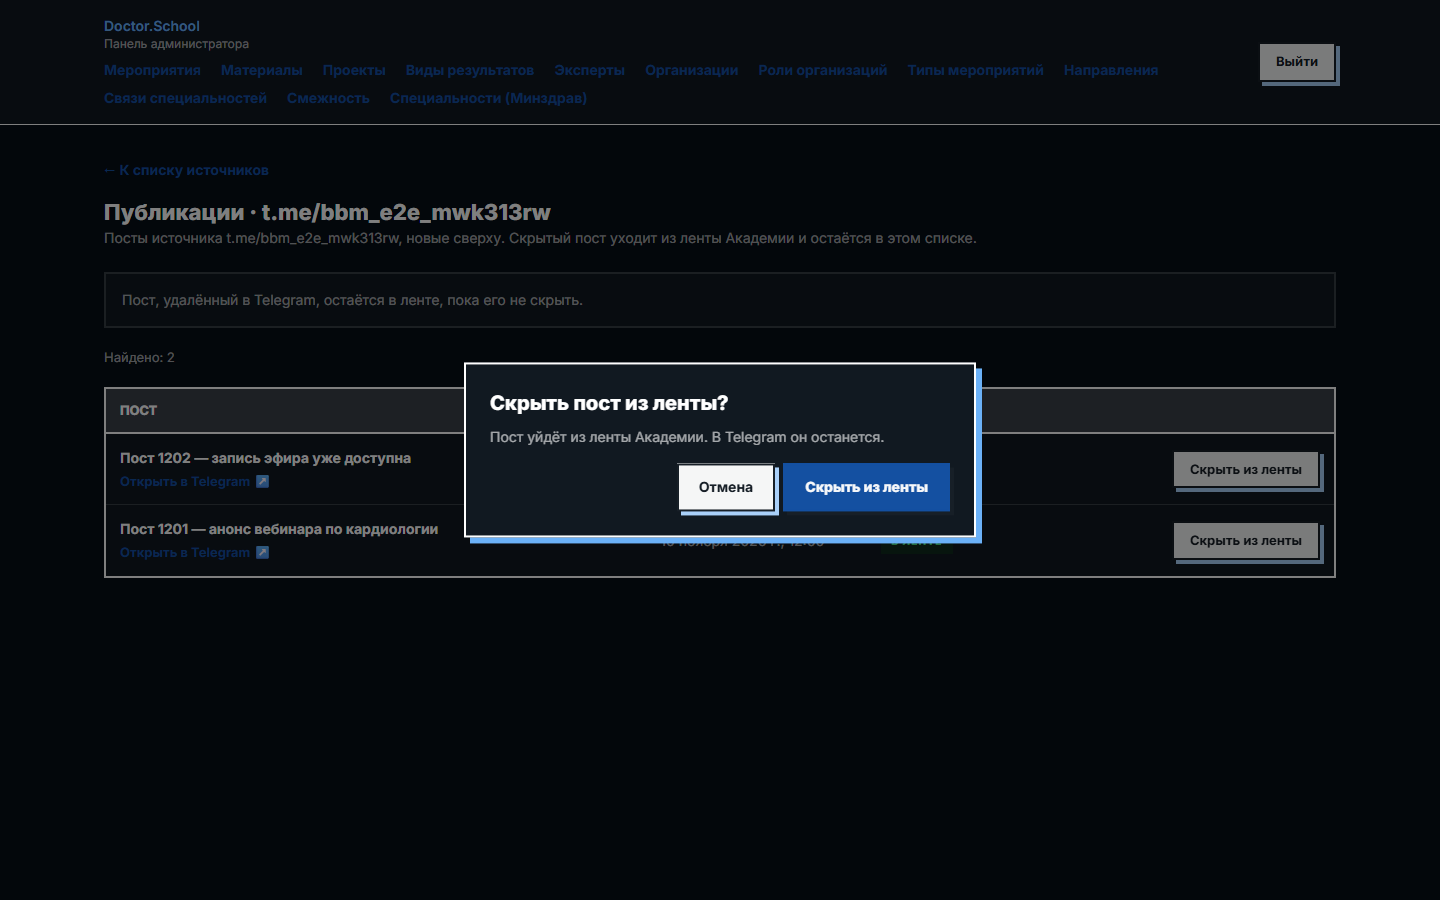 Doctor.School
Панель администратора
Мероприятия Материалы Проекты Виды результатов Эксперты Организации Роли организаций Типы мероприятий Направления
Связи специальностей Смежность Специальности (Минздрав)
Выйти
← К списку источников
Публикации · t.me/bbm_e2e_mwk313rw
Посты источника t.me/bbm_e2e_mwk313rw, новые сверху. Скрытый пост уходит из ленты Академии и остаётся в этом списке.
Пост, удалённый в Telegram, остаётся в ленте, пока его не скрыть.
Найдено: 2
ПОСТ
Пост 1202 — запись эфира уже доступна
Открыть в Telegram ↗
Скрыть из ленты
Пост 1201 — анонс вебинара по кардиологии
Открыть в Telegram ↗
Скрыть из ленты
Скрыть пост из ленты?
Пост уйдёт из ленты Академии. В Telegram он останется.
Отмена
Скрыть из ленты